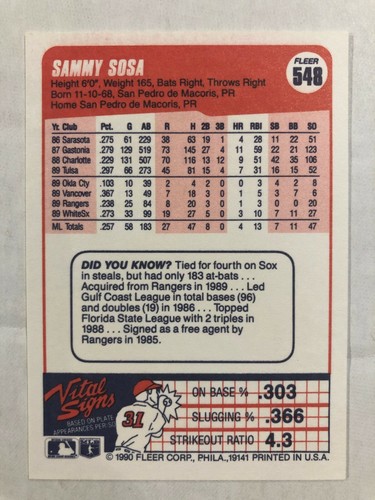 FLEER
548
SAMMY SOSA
Height 6'0", Weight 165, Bats Right, Throws Right
Born 11-10-68, San Pedro de Macoris, PR
Home San Pedro de Macoris, PR
Yr. Club Pct. G AB R H 2B 3B HR RBI SB BB SO
86 Sarasota .275 61 229 38 63 19 1 4 28 11 22 51
87 Gastonia .279 129 519 73 145 27 4 11 59 22 21 123
88 Charlotte .229 131 507 70 116 13 12 9 51 42 35 106
89 Tulsa .297 66 273 45 81 15 4 7 31 16 15 52
89 Okla Cty .103 10 39 2 4 2 0 0 3 4 2 8
89 Vancover .367 13 49 7 18 3 0 1 5 3 7 6
89 Rangers .238 25 84 8 20 3 0 1 3 0 0 20
89 WhiteSx .273 33 99 19 27 5 0 3 10 7 11 27
ML Totals .257 58 183 27 47 8 0 4 13 7 11 47
DID YOU KNOW? Tied for fourth on Sox
in steals, but had only 183 at-bats . . .
Acquired from Rangers in 1989 . . . Led
Gulf Coast League in total bases (96)
and doubles (19) in 1986 . . . Topped
Florida State League with 2 triples in
1988 . . . Signed as a free agent by
Rangers in 1985.
Vital
Signs
BASED ON PLATE
APPEARANCES PER
31
ON BASE % .303
SLUGGING % .366
STRIKEOUT RATIO 4.3
© 1990 FLEER CORP., PHILA., 19141 PRINTED IN U.S.A.